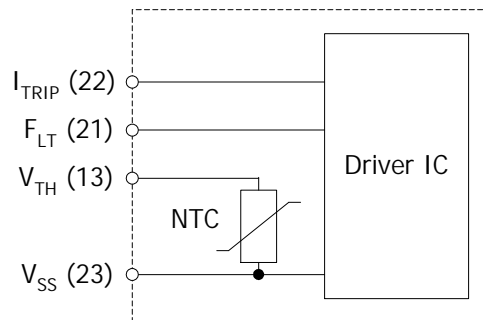 I_TRIP (22)
F_LT (21)
V_TH (13)
NTC
V_SS (23)
Driver IC